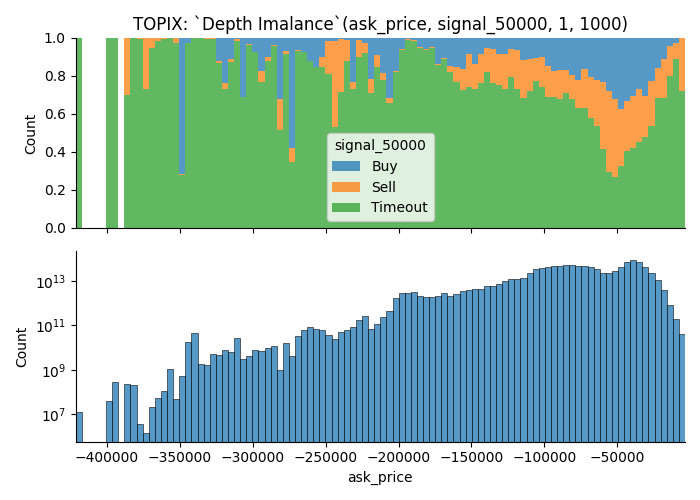 TOPIX: `Depth Imalance`(ask_price, signal_50000, 1, 1000)
1.0
0.8
0.6
0.4
0.2
0.0
Count
signal_50000
Buy
Sell
Timeout
10^13
10^11
10^9
10^7
Count
−400000 −350000 −300000 −250000 −200000 −150000 −100000 −50000
ask_price